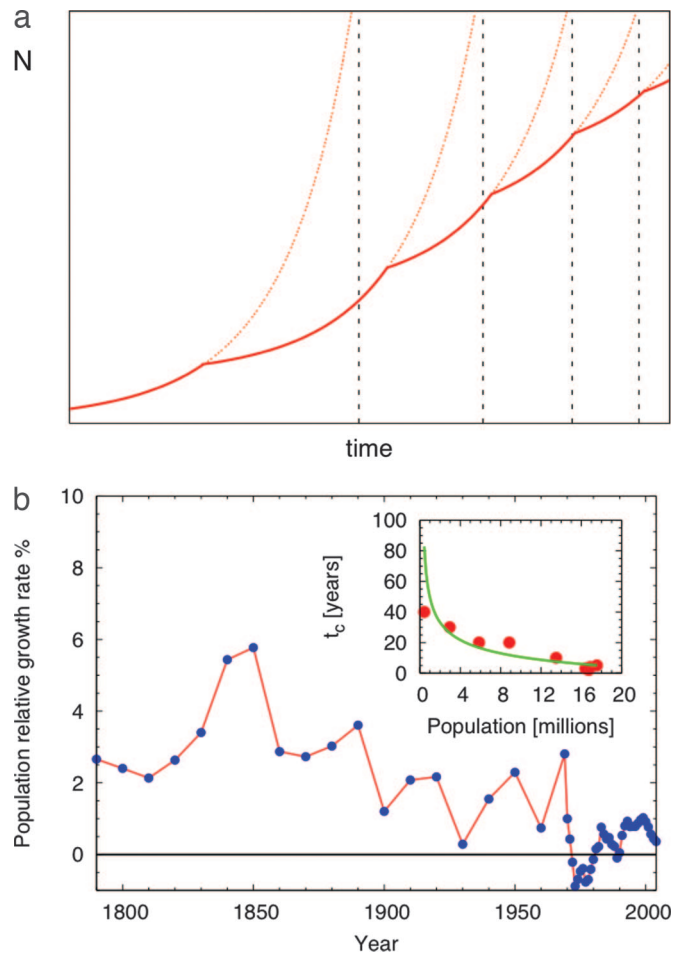 a
N
time
b
Population relative growth rate %
10
8
6
4
2
0
1800
1850
1900
1950
2000
Year
t_c [years]
100
80
60
40
20
0
0 4 8 12 16 20
Population [millions]